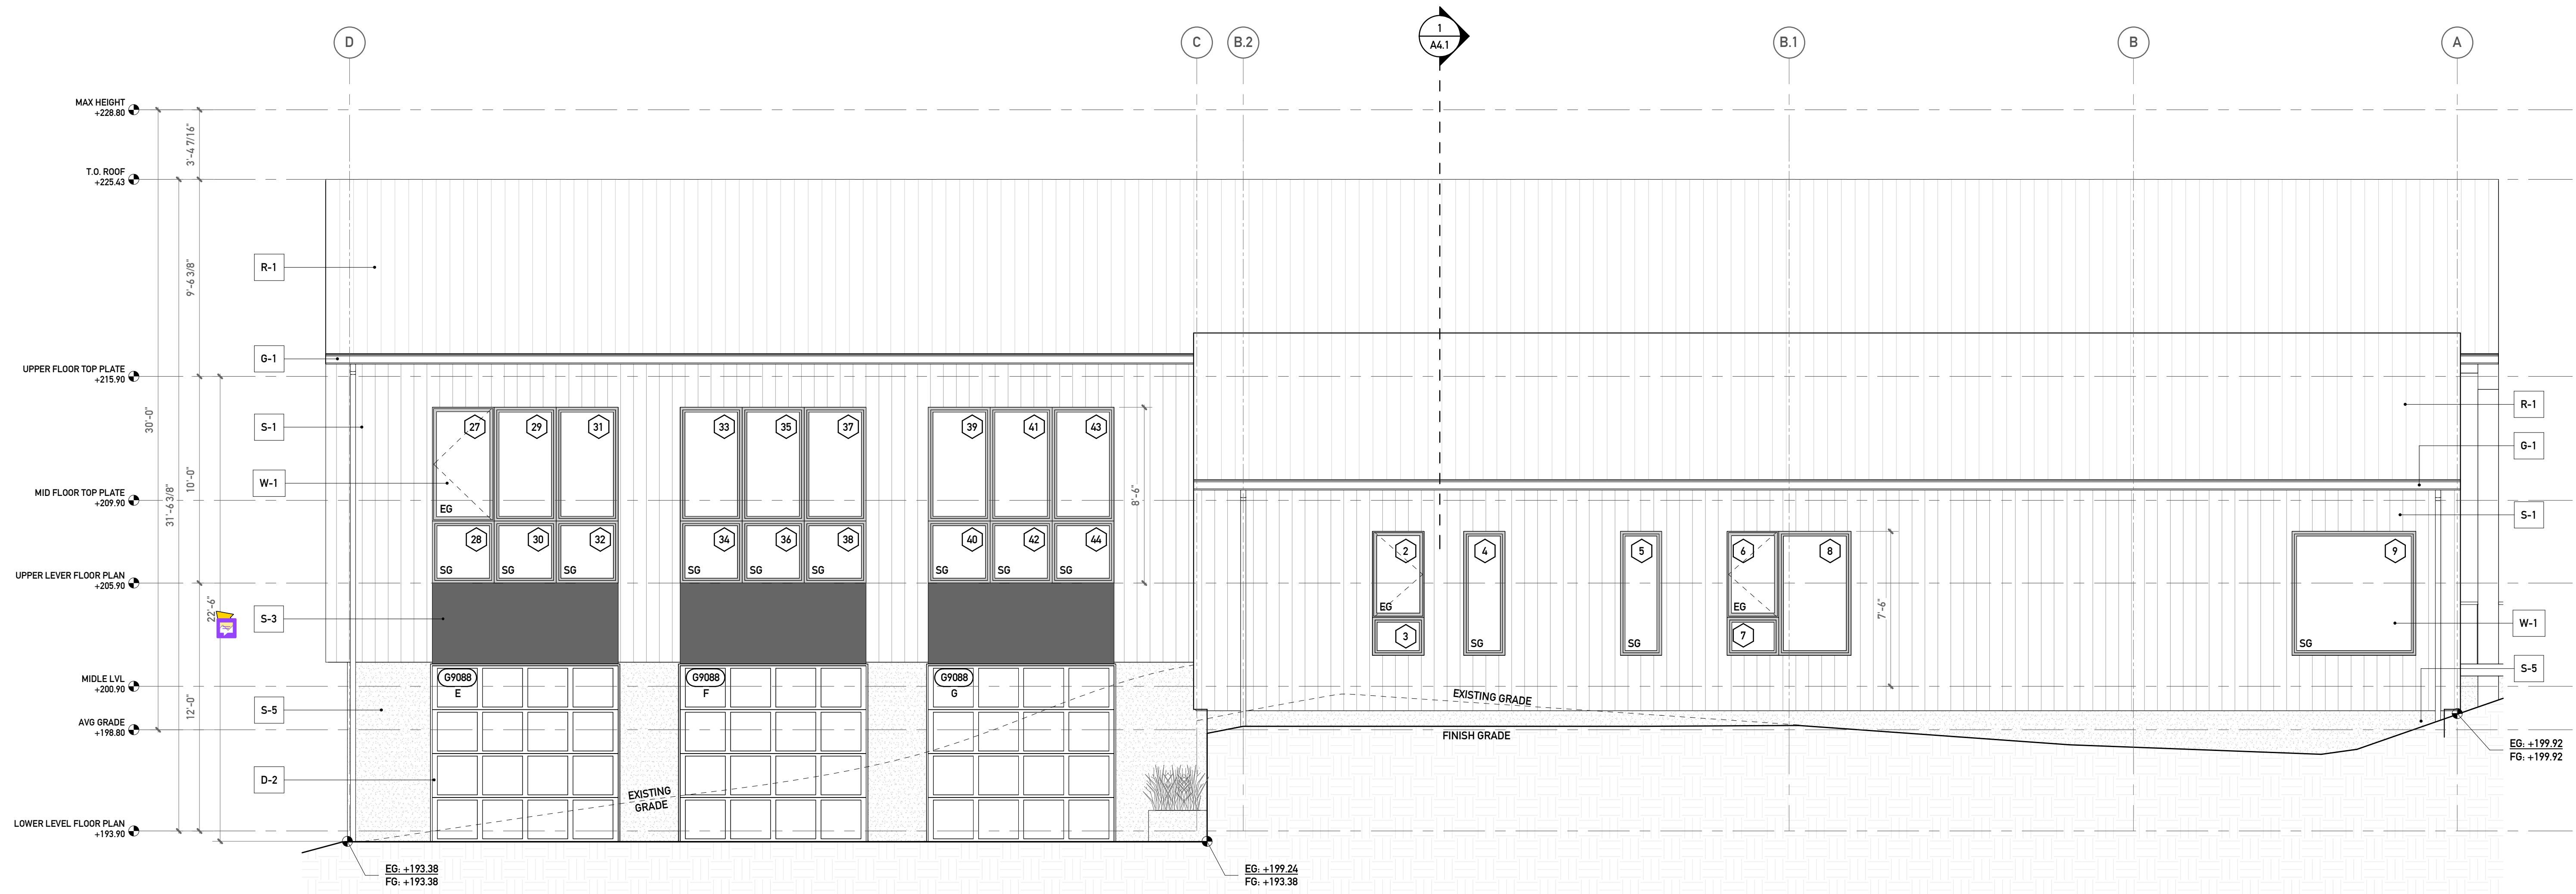 D
C
B.2
1
A4.1
B.1
B
A
MAX HEIGHT
+228.80
3'-4 7/16"
T.O. ROOF
+225.43
9'-6 3/8"
R-1
G-1
UPPER FLOOR TOP PLATE
+215.90
30'-0"
31'-6 3/8"
10'-0"
S-1
W-1
MID FLOOR TOP PLATE
+209.90
UPPER LEVER FLOOR PLAN
+205.90
22'-6"
S-3
MIDLE LVL
+200.90
12'-0"
S-5
AVG GRADE
+198.80
D-2
LOWER LEVEL FLOOR PLAN
+193.90
27
29
31
33
35
37
39
41
43
EG
28
30
32
34
36
38
40
42
44
SG
SG
SG
SG
SG
SG
SG
SG
SG
8'-6"
G9088
E
G9088
F
G9088
G
EXISTING
GRADE
EG: +193.38
FG: +193.38
EG: +199.24
FG: +193.38
2
4
5
6
8
9
EG
EG
3
7
SG
SG
SG
7'-6"
EXISTING GRADE
FINISH GRADE
R-1
G-1
S-1
W-1
S-5
EG: +199.92
FG: +199.92